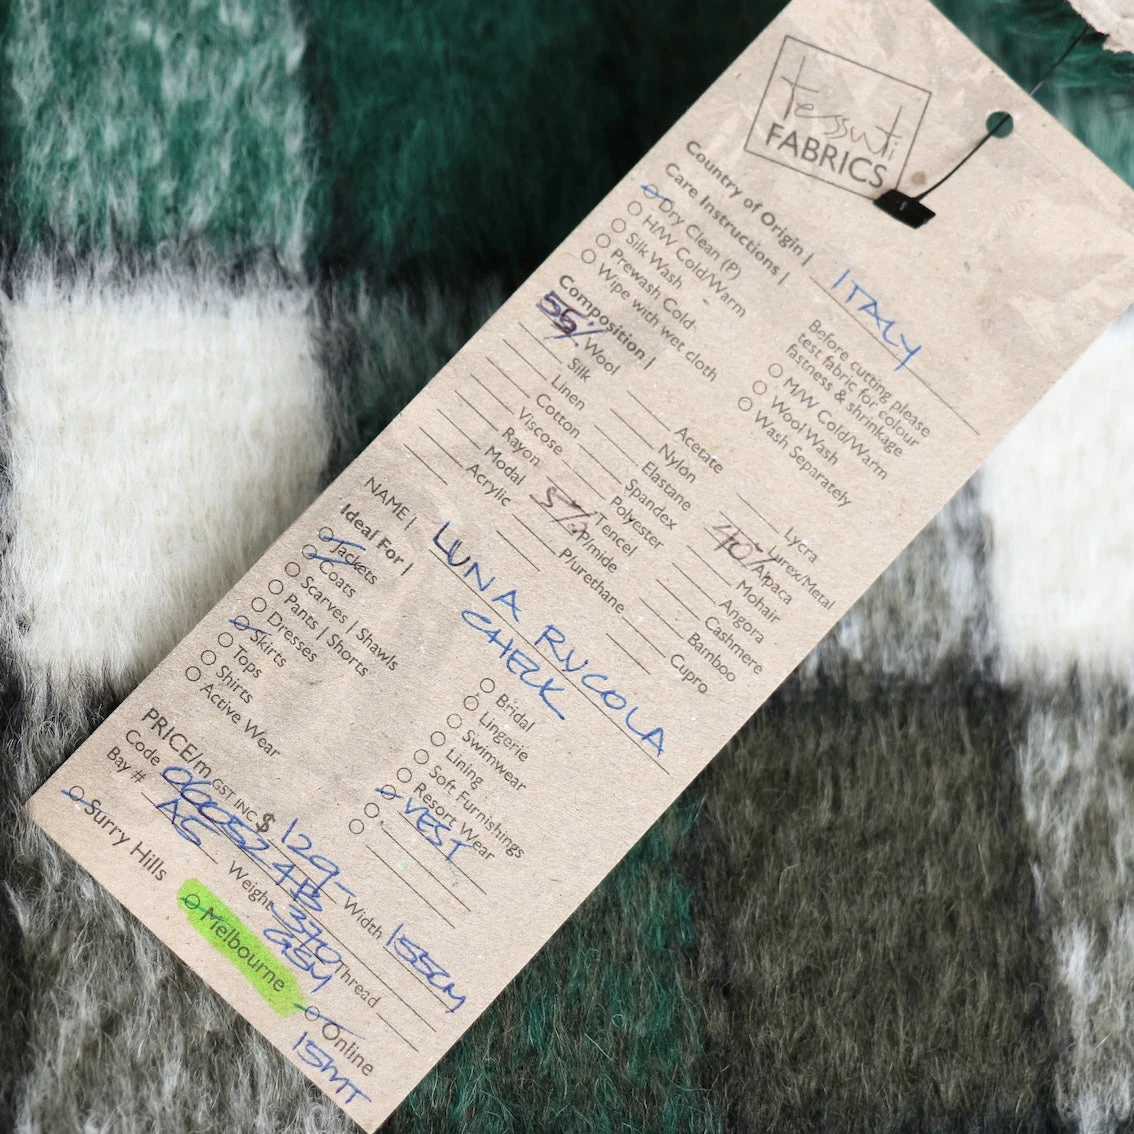 tessuti
FABRICS
Country of Origin | ITALY
Care Instructions |
Dry Clean (P)
H/W Cold/Warm
Silk Wash
Prewash Cold
Wipe with wet cloth
Before cutting please
test fabric for colour
fastness & shrinkage
M/W Cold/Warm
Wool Wash
Wash Separately
Composition |
55% Wool
Silk
Linen
Cotton
Viscose
Rayon
Modal
Acrylic
Acetate
Nylon
Elastane
Spandex
Polyester
Tencel
5% P/mide
P/urethane
Lycra
Lurex/Metal
40% Alpaca
Mohair
Angora
Cashmere
Bamboo
Cupro
NAME | LUNA RUCOLA
CHECK
Ideal For |
Jackets
Coats
Scarves | Shawls
Pants | Shorts
Dresses
Skirts
Tops
Shirts
Active Wear
Bridal
Lingerie
Swimwear
Lining
Soft Furnishings
Resort Wear
VEST
PRICE/m GST INC $ 129- Width 155CM
Code
Weight 370 GSM Thread
Bay # A5
Surry Hills
Melbourne
Online
15MT